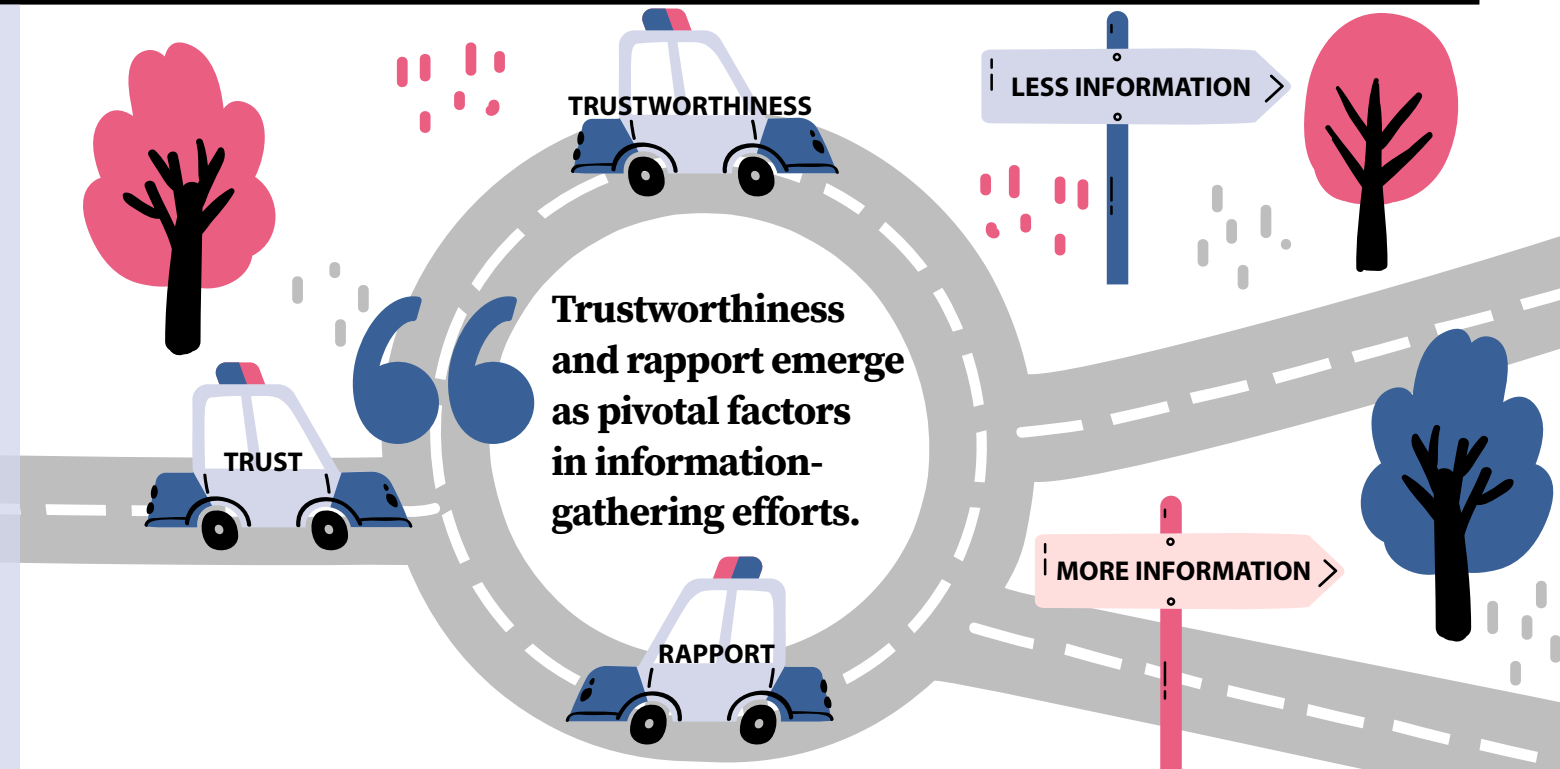 TRUSTWORTHINESS
LESS INFORMATION
Trustworthiness
and rapport emerge
as pivotal factors
in information-
gathering efforts.
TRUST
MORE INFORMATION
RAPPORT